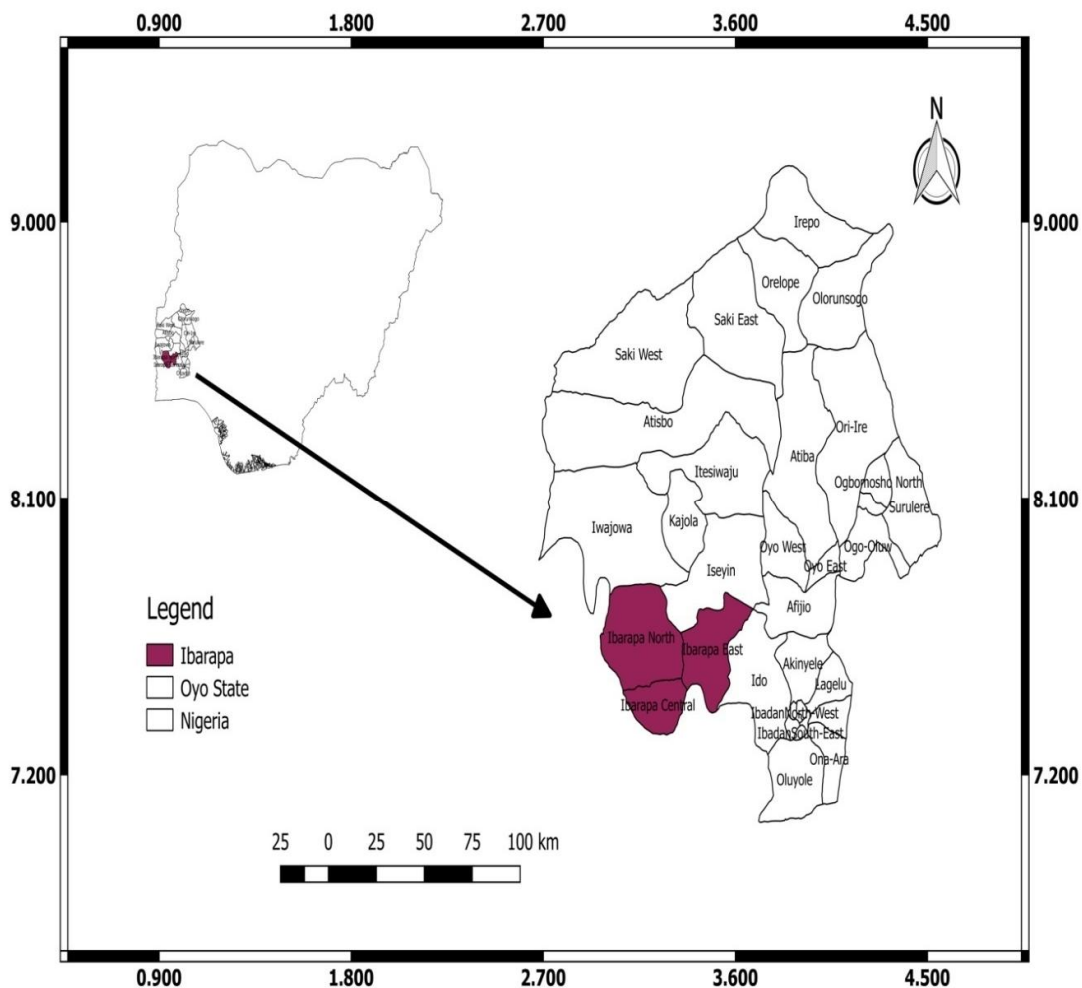 0.900 1.800 2.700 3.600 4.500
N
9.000 9.000
Irepo
Orelope
Olorunsogo
Saki East
Saki West
Atisbo
Ori-Ire
Atiba
Itesiwaju
Ogbomosho North
8.100 8.100
Surulere
Kajola
Iwajowa
Oyo West
Ogo-Oluw
Oyo East
Iseyin
Afijio
Legend
Ibarapa
Oyo State
Nigeria
Ibarapa North
Ibarapa East
Akinyele
Ido
Lagelu
Ibarapa Central
IbadanNorth-West
IbadanSouth-East
Ona-Ara
7.200 7.200
Oluyole
25 0 25 50 75 100 km
0.900 1.800 2.700 3.600 4.500